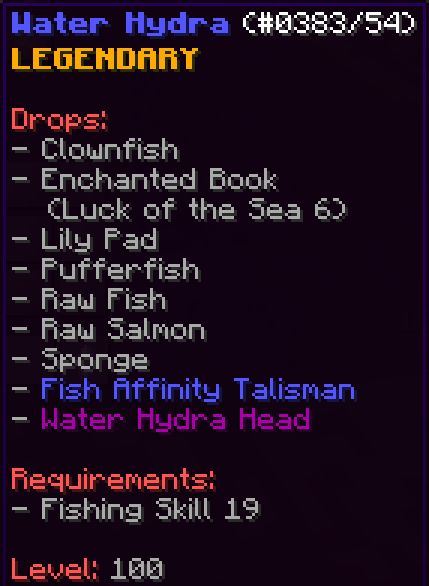 Water Hydra (#0383/54)
LEGENDARY
Drops:
- Clownfish
- Enchanted Book
(Luck of the Sea 6)
- Lily Pad
- Pufferfish
- Raw Fish
- Raw Salmon
- Sponge
- Fish Affinity Talisman
- Water Hydra Head
Requirements:
- Fishing Skill 19
Level: 100